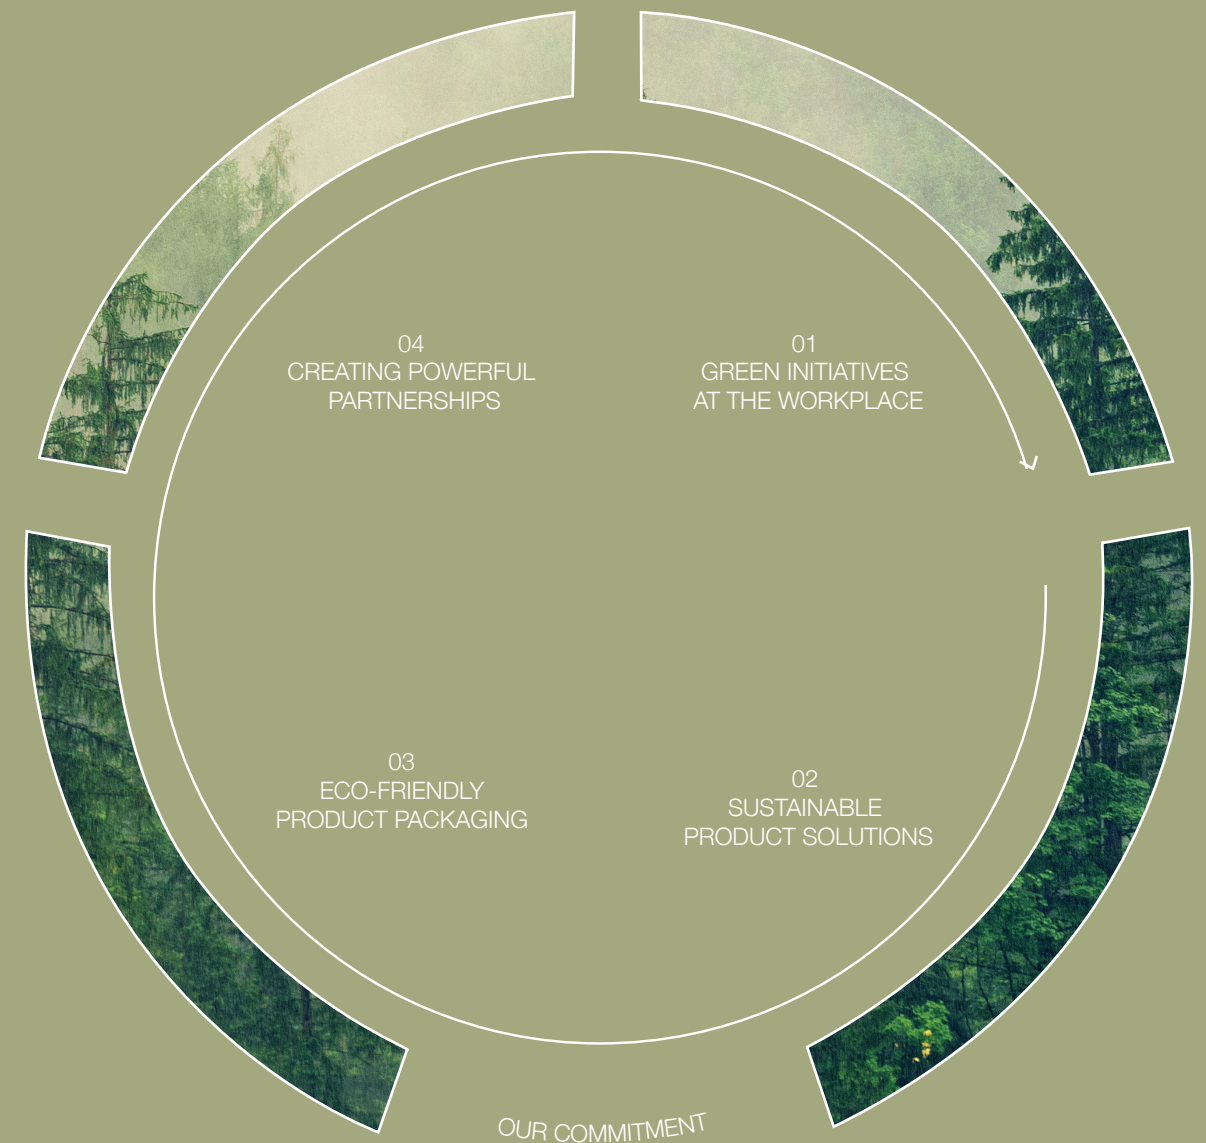 01
GREEN INITIATIVES
AT THE WORKPLACE
02
SUSTAINABLE
PRODUCT SOLUTIONS
03
ECO-FRIENDLY
PRODUCT PACKAGING
04
CREATING POWERFUL
PARTNERSHIPS
OUR COMMITMENT